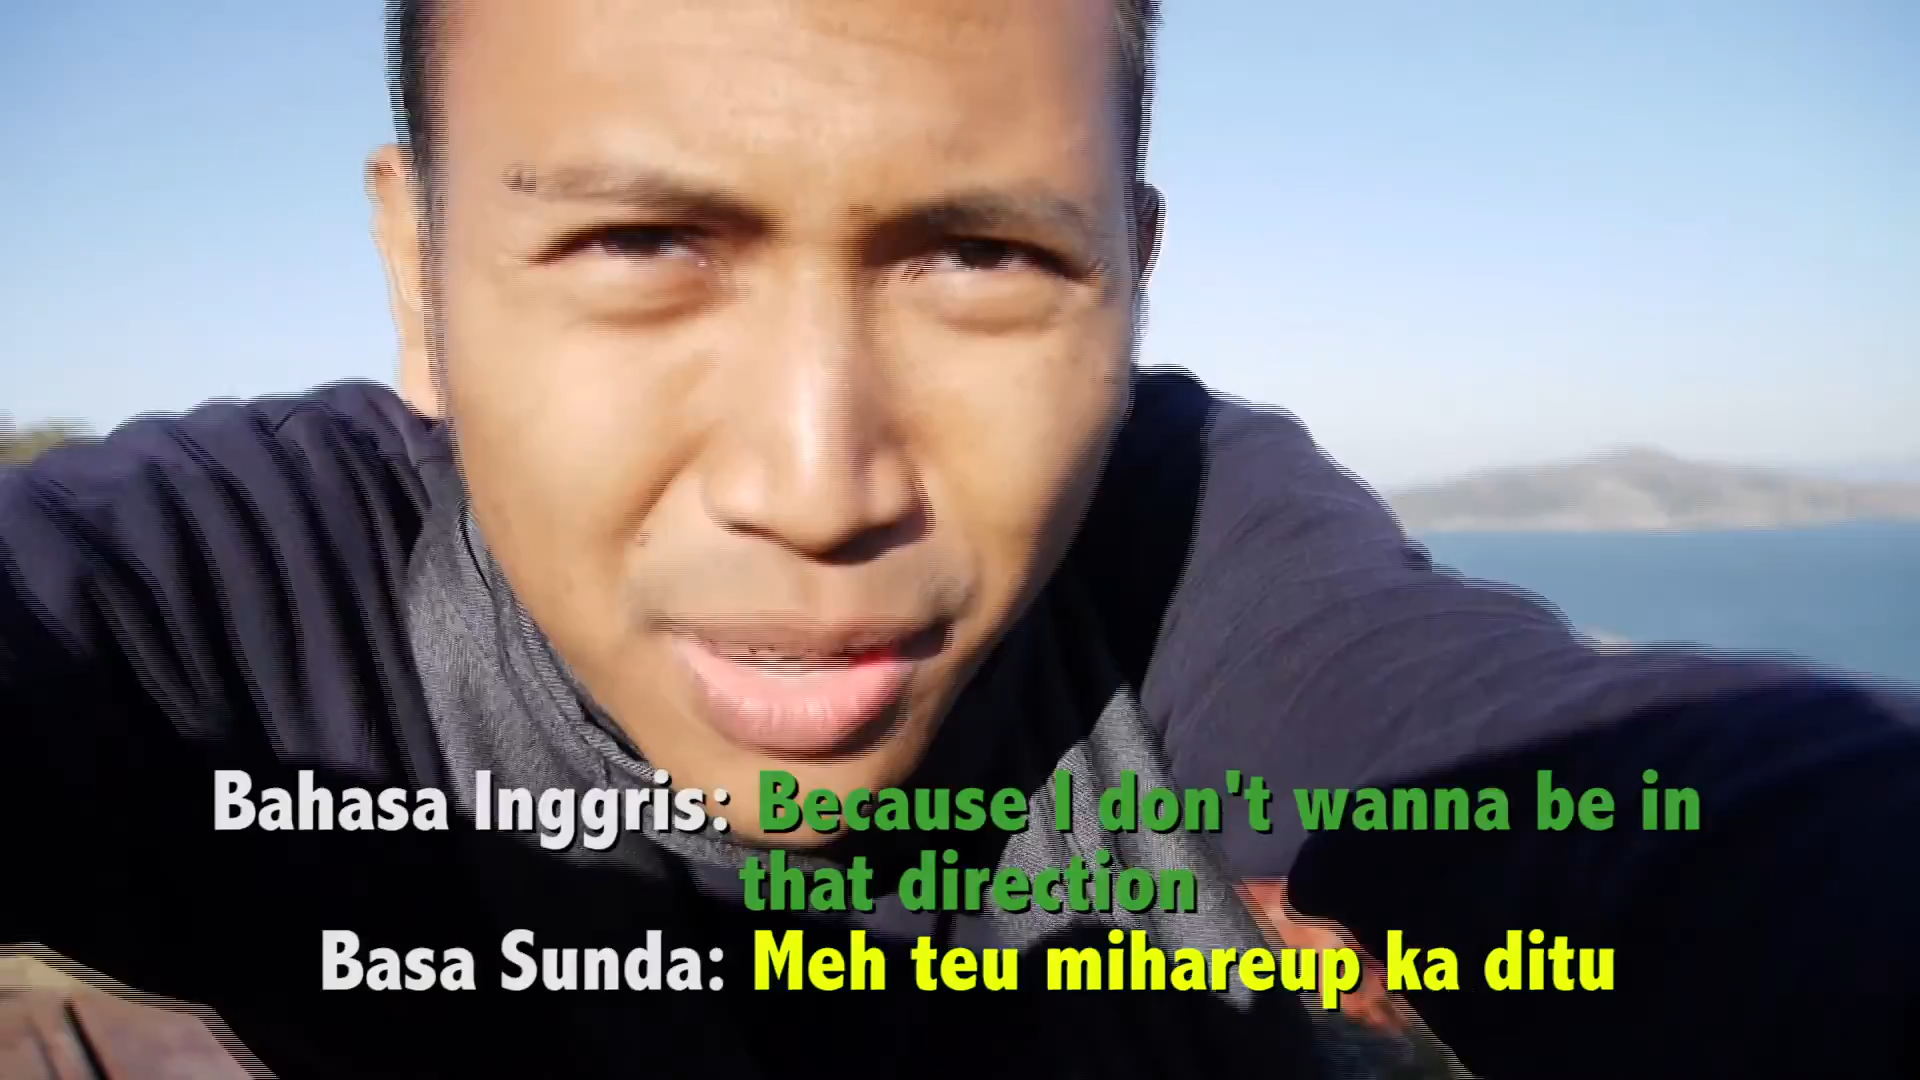 Bahasa Inggris: Because I don't wanna be in
that direction
Basa Sunda: Meh teu mihareup ka ditu